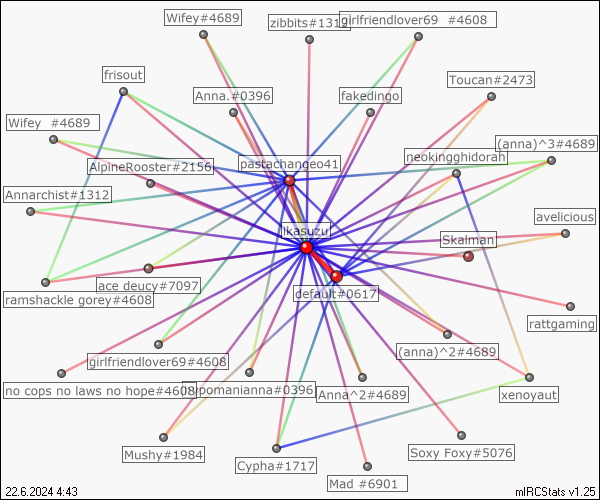 Wifey#4689
zibbits#1312
girlfriendlover69 #4608
frisout
Toucan#2473
Anna.#0396
fakedingo
Wifey #4689
(anna)^3#4689
AlpineRooster#2156
pastachangeo41
neokingghidorah
Annarchist#1312
avelicious
ikasuzu
Skalman
ace deucy#7097
ramshackle gorey#4608
default#0617
rattgaming
girlfriendlover69#4608
(anna)^2#4689
no cops no laws no hope#4608
Anna^2#4689
xenoyaut
Mushy#1984
Soxy Foxy#5076
Cypha#1717
Mad #6901
22.6.2024 4:43
mIRCStats v1.25